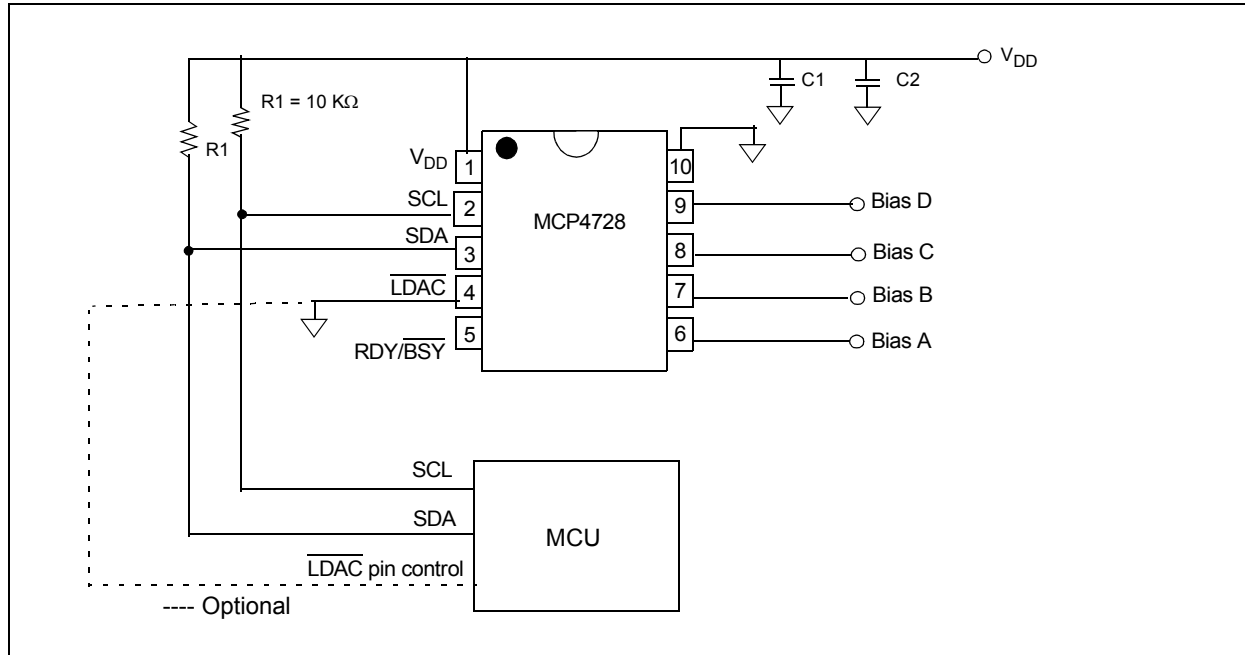 V_DD
C1
C2
R1 = 10 KΩ
R1
V_DD
1
10
SCL
2
MCP4728
9
Bias D
SDA
3
8
Bias C
LDAC
4
7
Bias B
RDY/BSY
5
6
Bias A
SCL
SDA
MCU
LDAC pin control
---- Optional